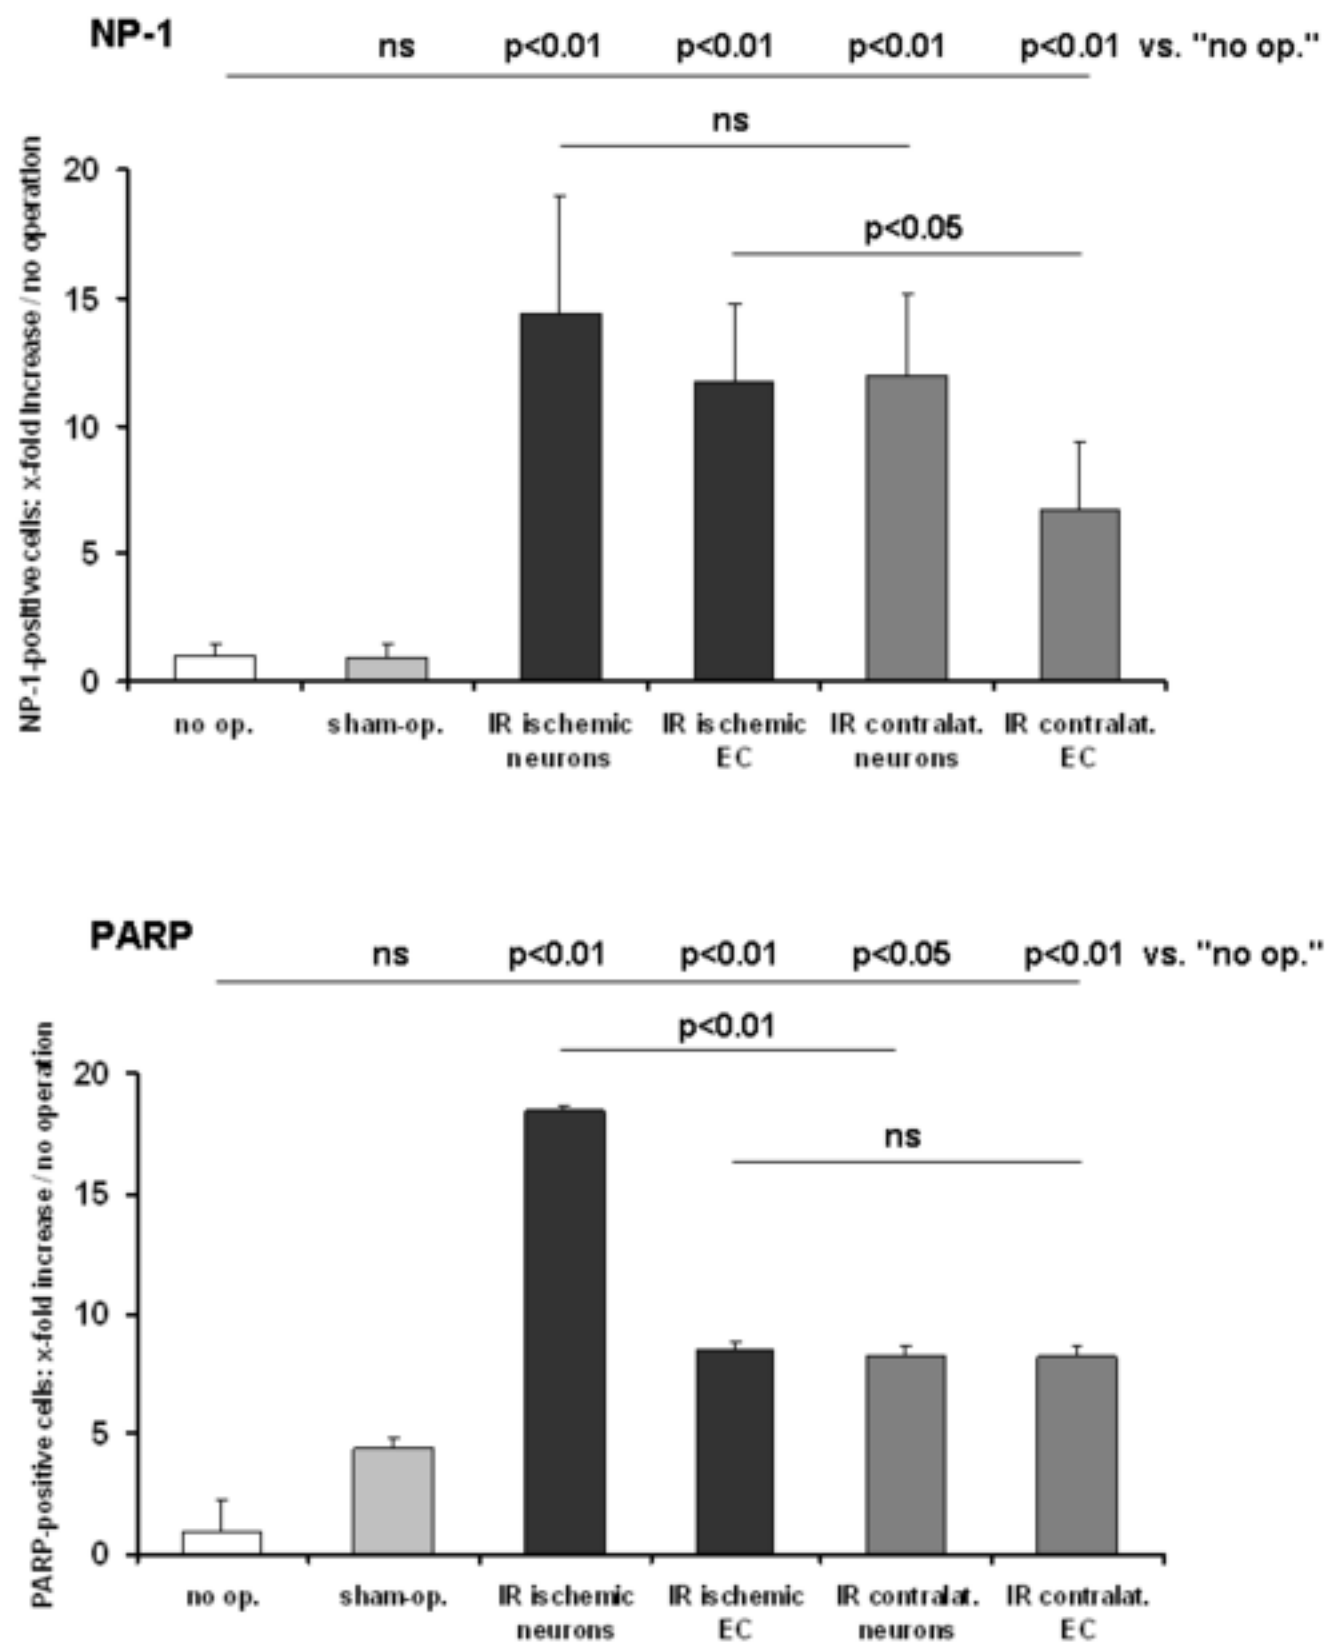 NP-1
ns p<0.01 p<0.01 p<0.01 p<0.01 vs. "no op."
ns
p<0.05
NP-1-positive cells: x-fold increase / no operation
20
15
10
5
0
no op. sham-op. IR ischemic IR ischemic IR contralat. IR contralat.
neurons EC neurons EC
PARP
ns p<0.01 p<0.01 p<0.05 p<0.01 vs. "no op."
p<0.01
ns
PARP-positive cells: x-fold increase / no operation
20
15
10
5
0
no op. sham-op. IR ischemic IR ischemic IR contralat. IR contralat.
neurons EC neurons EC